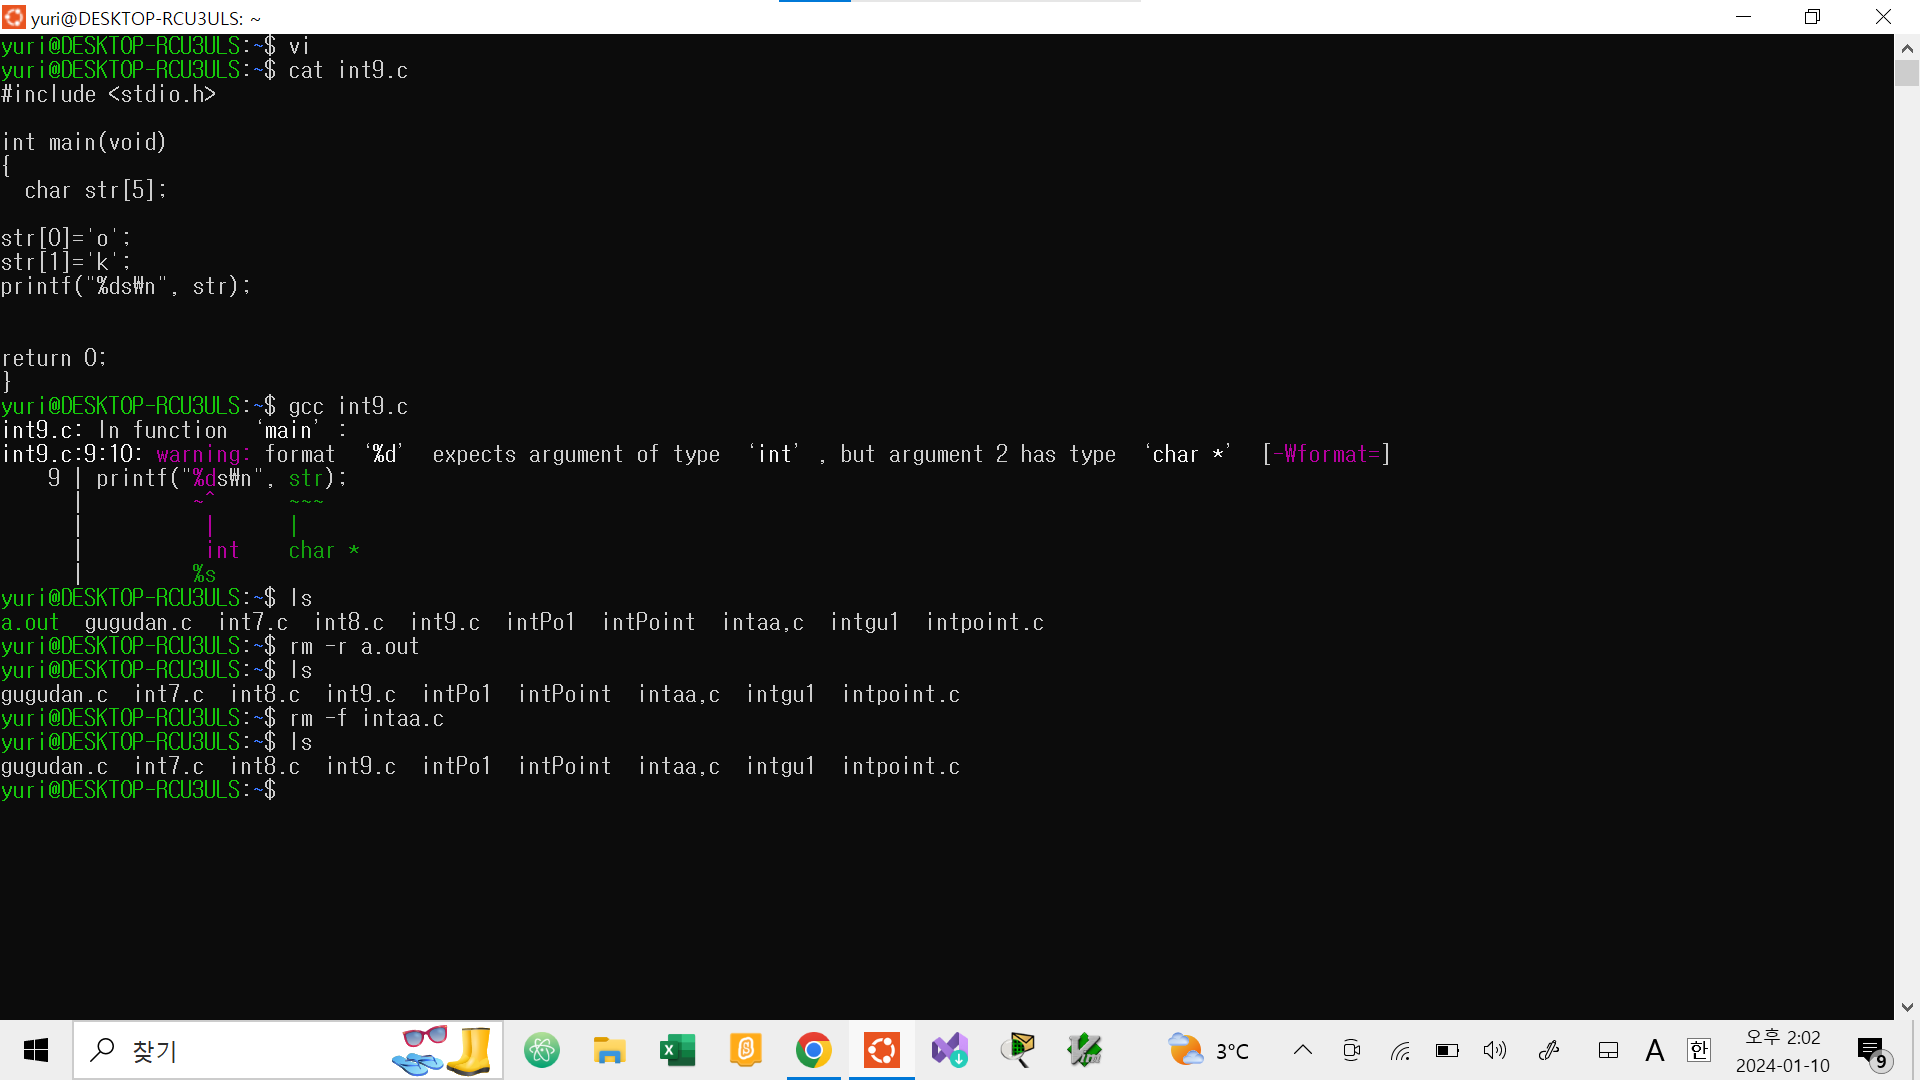 yuri@DESKTOP-RCU3ULS: ~
yuri@DESKTOP-RCU3ULS:~$ vi
yuri@DESKTOP-RCU3ULS:~$ cat int9.c
#include <stdio.h>
int main(void)
{
  char str[5];
str[0]='o';
str[1]='k';
printf("%ds₩n", str);
return 0;
}
yuri@DESKTOP-RCU3ULS:~$ gcc int9.c
int9.c: In function ‘main’:
int9.c:9:10: warning: format ‘%d’ expects argument of type ‘int’, but argument 2 has type ‘char *’ [-Wformat=]
    9 | printf("%ds₩n", str);
      |         ~^      ~~~
      |          |      |
      |          int    char *
      |         %s
yuri@DESKTOP-RCU3ULS:~$ ls
a.out  gugudan.c  int7.c  int8.c  int9.c  intPo1  intPoint  intaa,c  intgu1  intpoint.c
yuri@DESKTOP-RCU3ULS:~$ rm -r a.out
yuri@DESKTOP-RCU3ULS:~$ ls
gugudan.c  int7.c  int8.c  int9.c  intPo1  intPoint  intaa,c  intgu1  intpoint.c
yuri@DESKTOP-RCU3ULS:~$ rm -f intaa.c
yuri@DESKTOP-RCU3ULS:~$ ls
gugudan.c  int7.c  int8.c  int9.c  intPo1  intPoint  intaa,c  intgu1  intpoint.c
yuri@DESKTOP-RCU3ULS:~$
찾기
3°C
A
한
오후 2:02
2024-01-10
9